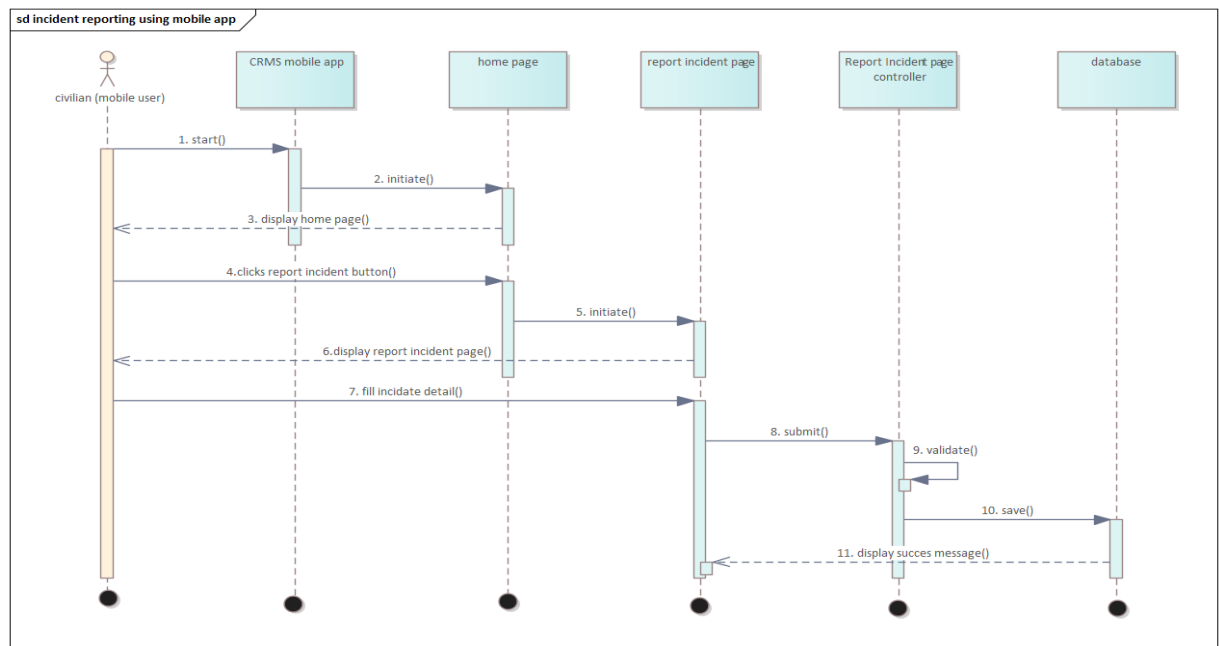 sd incident reporting using mobile app
civilian (mobile user)
CRMS mobile app
home page
report incident page
Report Incident page
controller
database
1. start()
2. initiate()
3. display home page()
4.clicks report incident button()
5. initiate()
6.display report incident page()
7. fill incidate detail()
8. submit()
9. validate()
10. save()
11. display succes message()